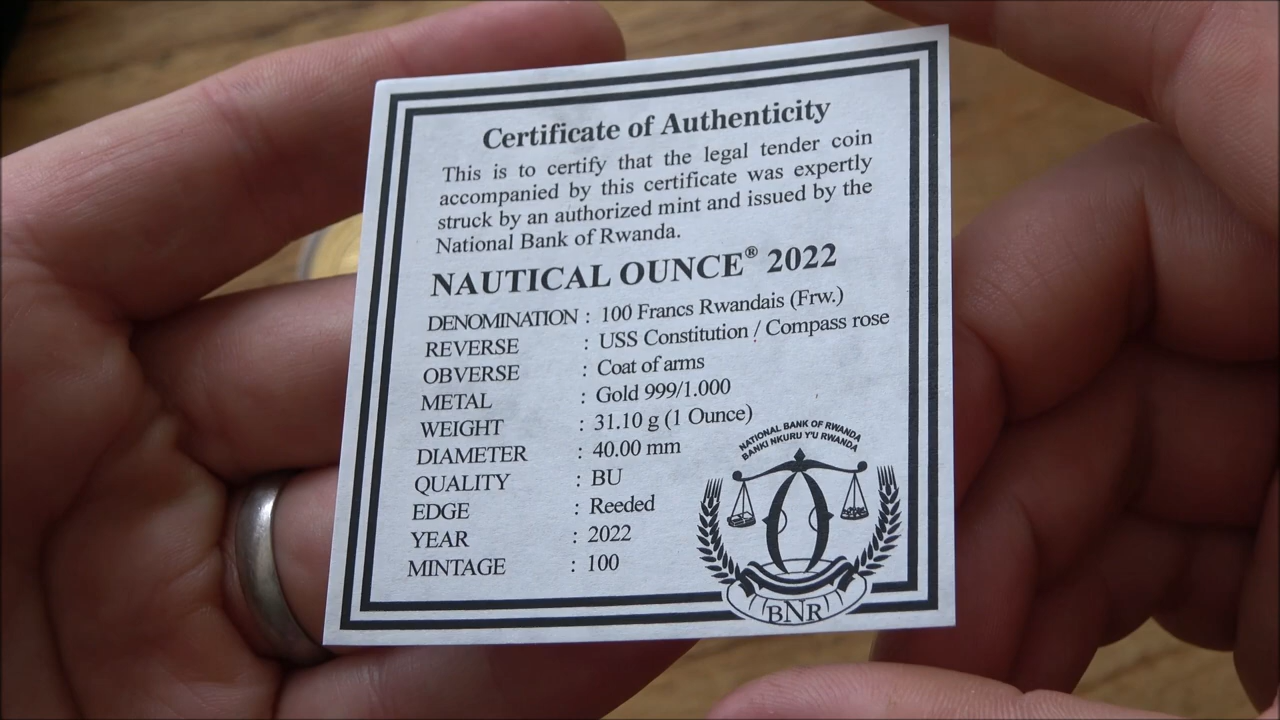 Certificate of Authenticity
This is to certify that the legal tender coin
accompanied by this certificate was expertly
struck by an authorized mint and issued by the
National Bank of Rwanda.
NAUTICAL OUNCE® 2022
DENOMINATION : 100 Francs Rwandais (Frw.)
REVERSE : USS Constitution / Compass rose
OBVERSE : Coat of arms
METAL : Gold 999/1.000
WEIGHT : 31.10 g (1 Ounce)
DIAMETER : 40.00 mm
QUALITY : BU
EDGE : Reeded
YEAR : 2022
MINTAGE : 100
NATIONAL BANK OF RWANDA
BANKI NKURU Y'U RWANDA
BNR